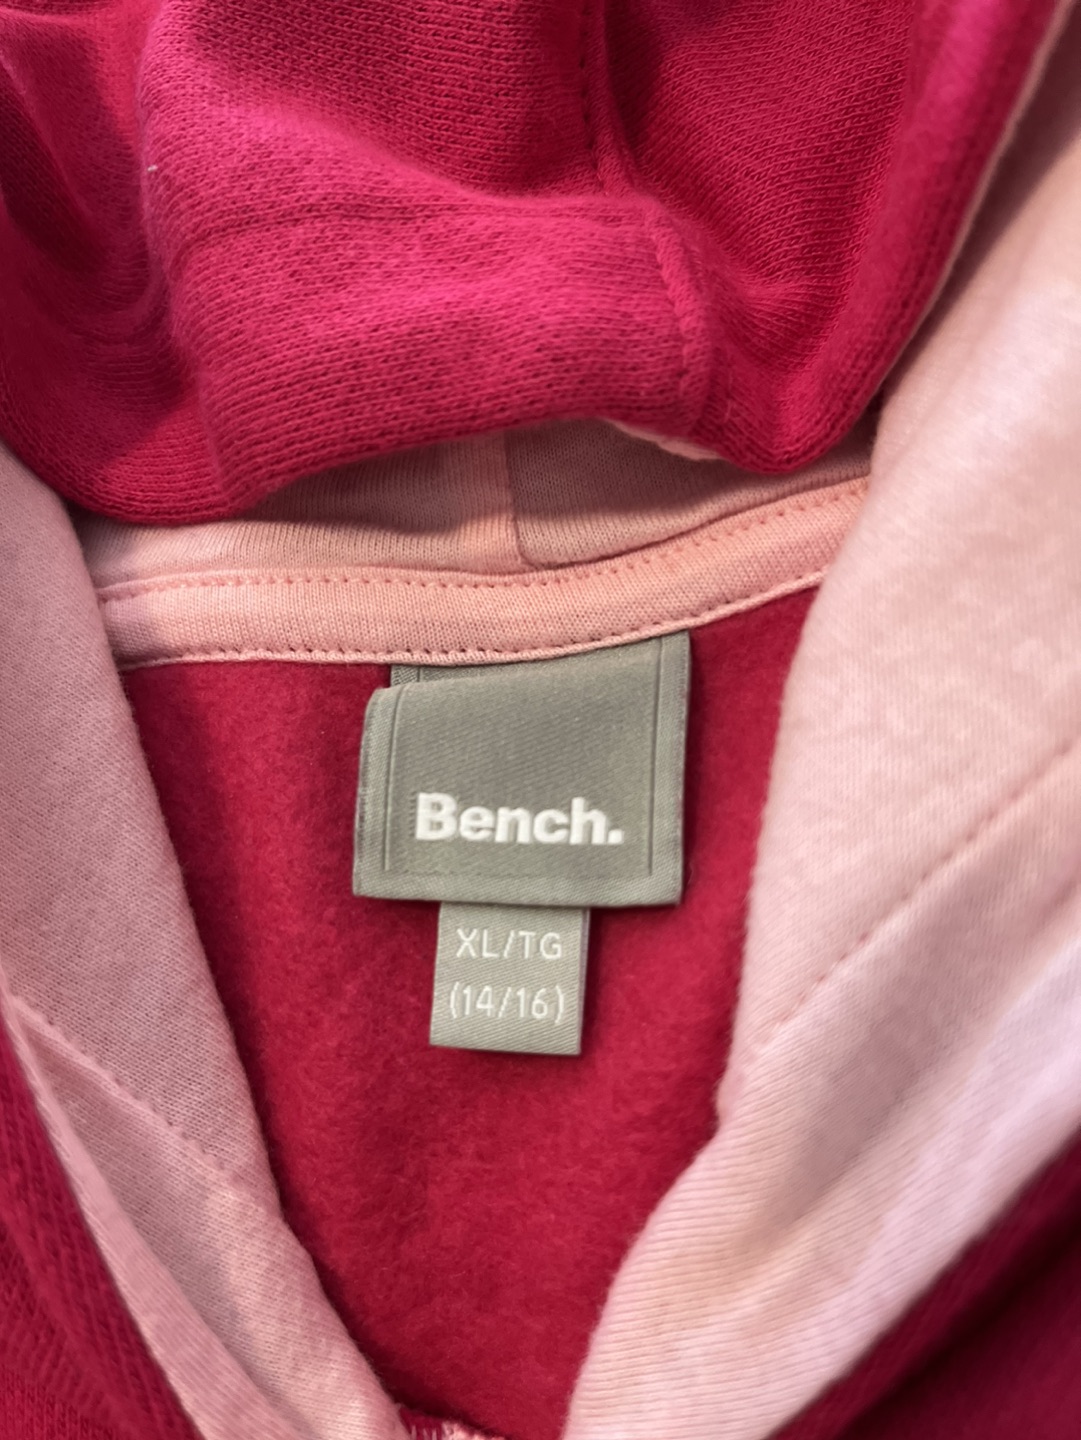 Bench.
XL/TG
(14/16)